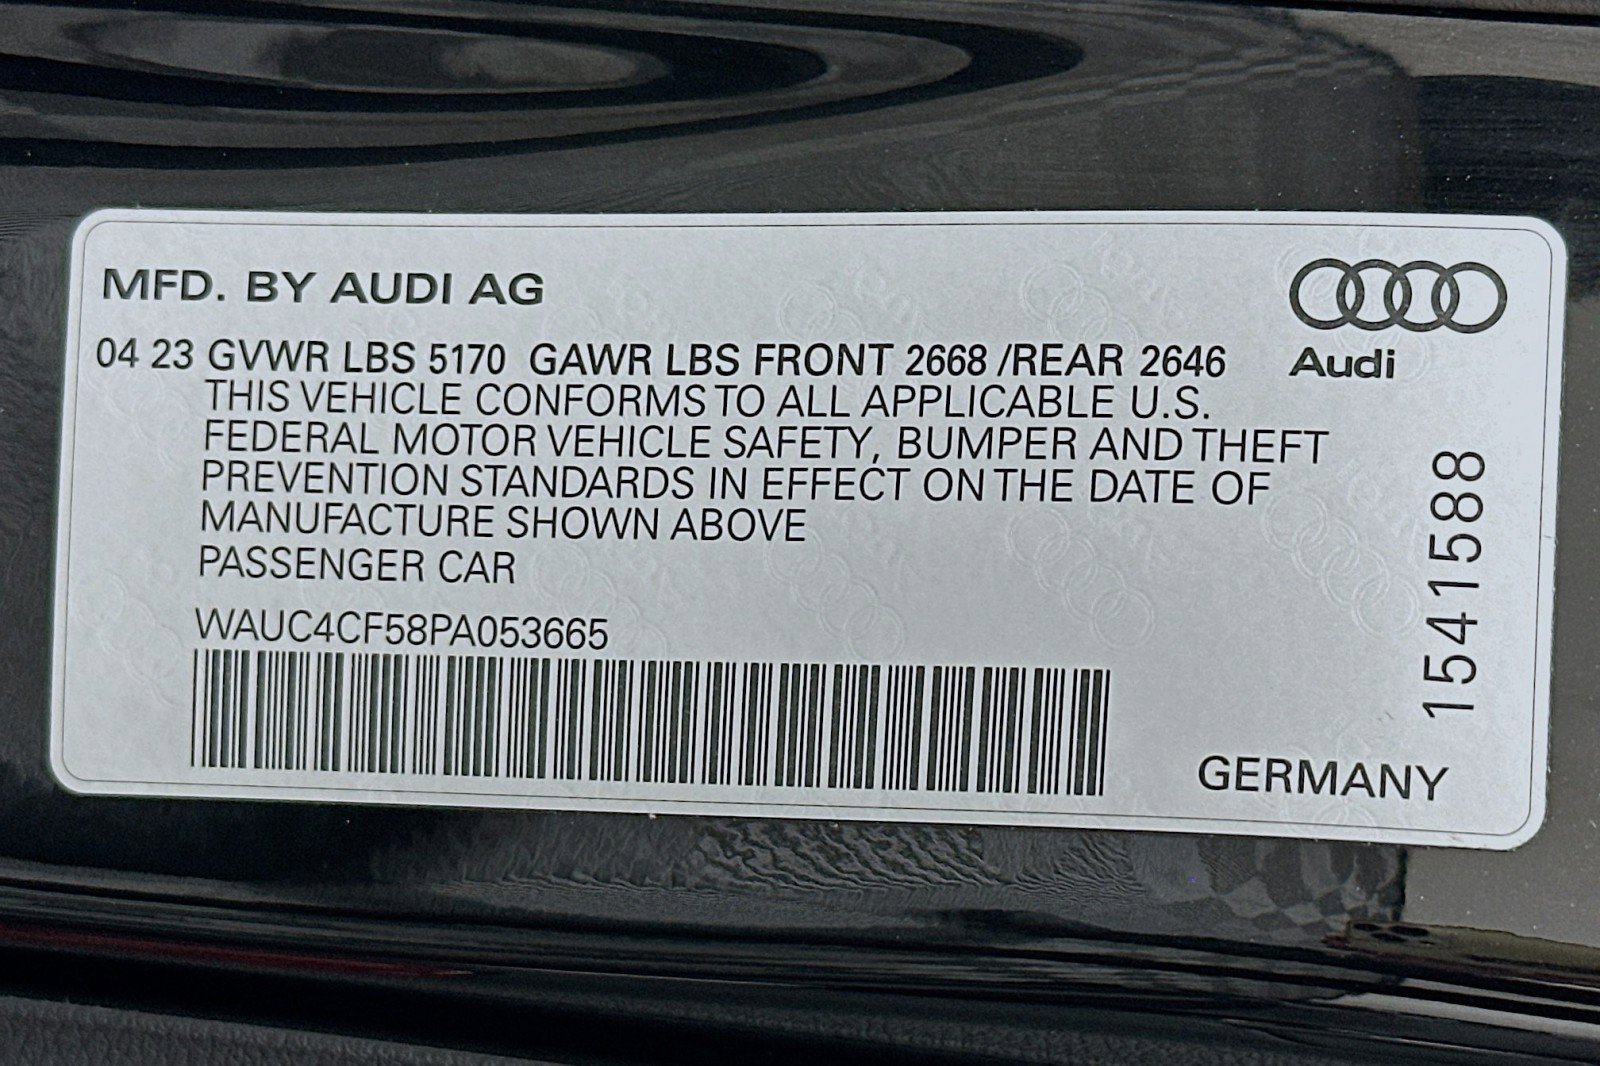 MFD. BY AUDI AG
04 23 GVWR LBS 5170 GAWR LBS FRONT 2668 /REAR 2646
THIS VEHICLE CONFORMS TO ALL APPLICABLE U.S.
FEDERAL MOTOR VEHICLE SAFETY, BUMPER AND THEFT
PREVENTION STANDARDS IN EFFECT ON THE DATE OF
MANUFACTURE SHOWN ABOVE
PASSENGER CAR
WAUC4CF58PA053665
Audi
1541588
GERMANY